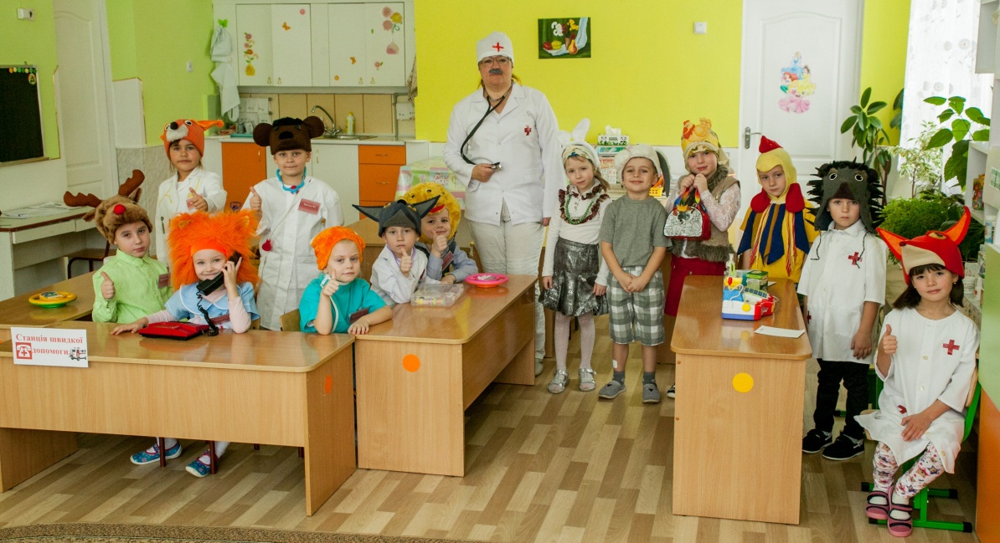 Станція швидкої
допомоги